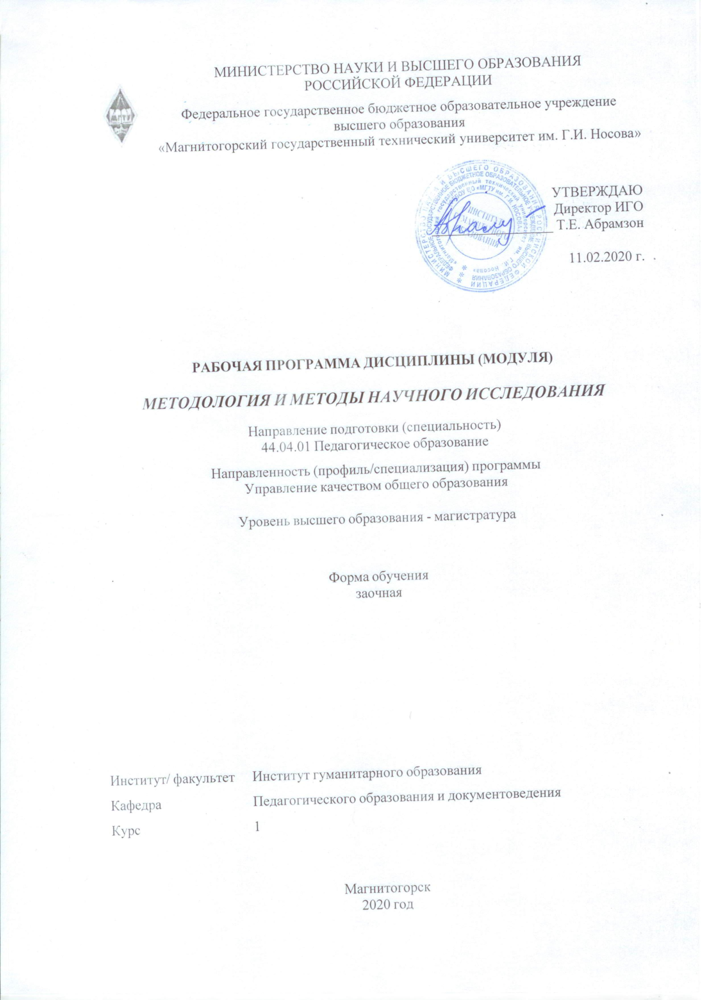 МИНИСТЕРСТВО НАУКИ И ВЫСШЕГО ОБРАЗОВАНИЯ
РОССИЙСКОЙ ФЕДЕРАЦИИ
МГТУ
Федеральное государственное бюджетное образовательное учреждение
высшего образования
«Магнитогорский государственный технический университет им. Г.И. Носова»
МИНИСТЕРСТВО НАУКИ И ВЫСШЕГО ОБРАЗОВАНИЯ РОССИЙСКОЙ ФЕДЕРАЦИИ
ФЕДЕРАЛЬНОЕ ГОСУДАРСТВЕННОЕ БЮДЖЕТНОЕ ОБРАЗОВАТЕЛЬНОЕ УЧРЕЖДЕНИЕ ВЫСШЕГО ОБРАЗОВАНИЯ
«Магнитогорский государственный технический университет им. Г.И. Носова»
(ФГБОУ ВО «МГТУ им. Г.И. НОСОВА»)
ИНСТИТУТ
ГУМАНИТАРНОГО
ОБРАЗОВАНИЯ
УТВЕРЖДАЮ
Директор ИГО
Т.Е. Абрамзон
11.02.2020 г.
РАБОЧАЯ ПРОГРАММА ДИСЦИПЛИНЫ (МОДУЛЯ)
МЕТОДОЛОГИЯ И МЕТОДЫ НАУЧНОГО ИССЛЕДОВАНИЯ
Направление подготовки (специальность)
44.04.01 Педагогическое образование
Направленность (профиль/специализация) программы
Управление качеством общего образования
Уровень высшего образования - магистратура
Форма обучения
заочная
Институт/ факультет Институт гуманитарного образования
Кафедра Педагогического образования и документоведения
Курс 1
Магнитогорск
2020 год